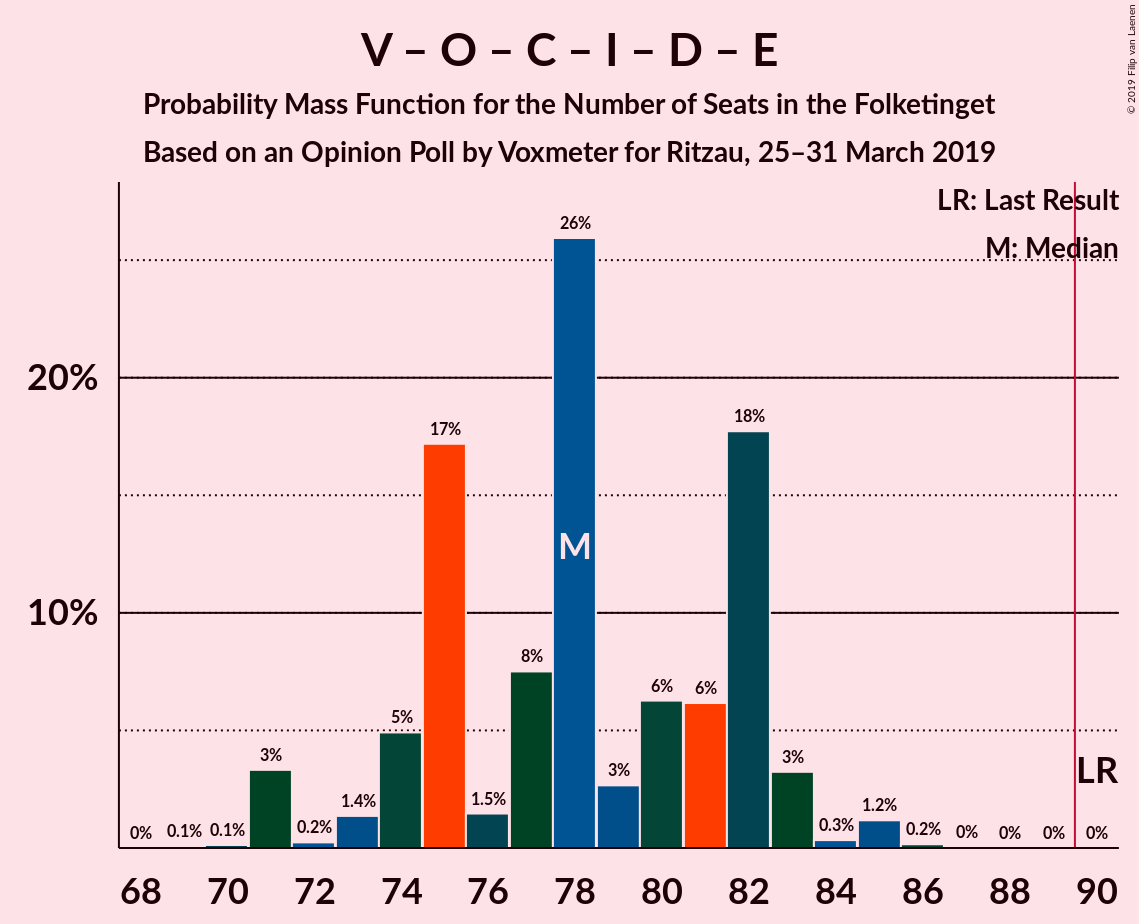 V – O – C – I – D – E
Probability Mass Function for the Number of Seats in the Folketinget
Based on an Opinion Poll by Voxmeter for Ritzau, 25–31 March 2019
© 2019 Filip van Laenen
LR: Last Result
M: Median
26%
20%
18%
17%
M
10%
8%
6%
6%
5%
3%
3%
3%
LR
1.4%
1.5%
1.2%
0%
0.1%
0.1%
0.2%
0.3%
0.2%
0%
0%
0%
0%
68 70 72 74 76 78 80 82 84 86 88 90